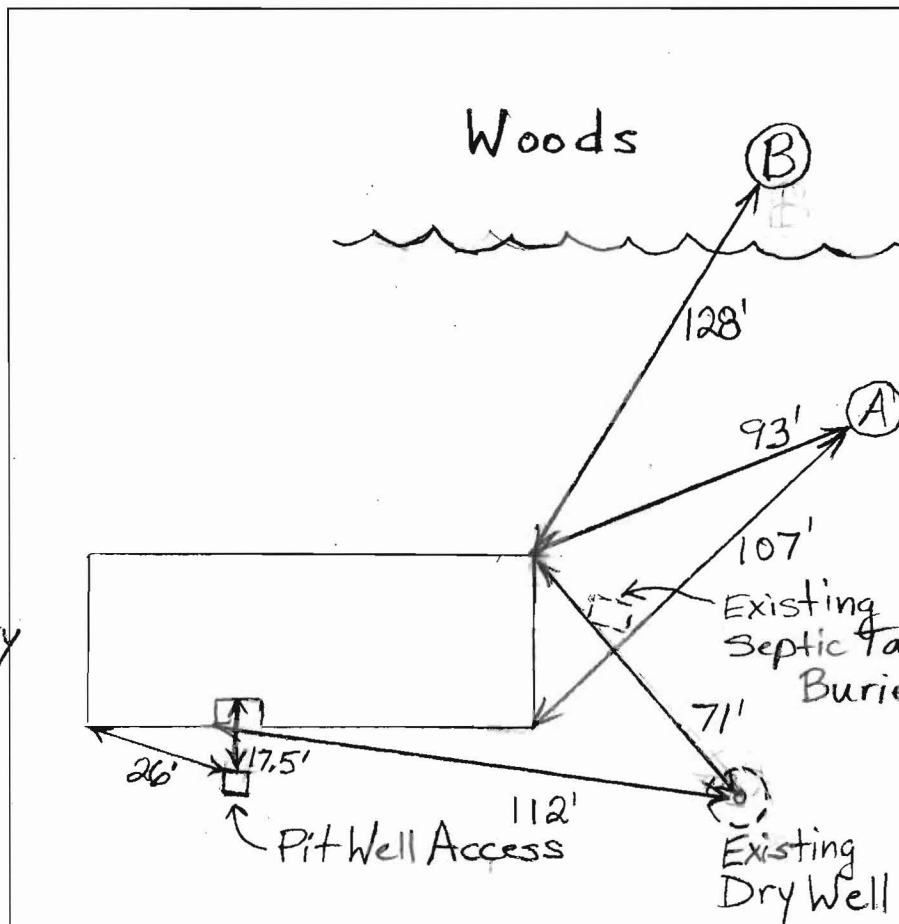 Woods
B
128'
93'
A
107'
Existing
Septic
71'
26'
17.5'
112'
Pit Well Access
Existing
Dry Well